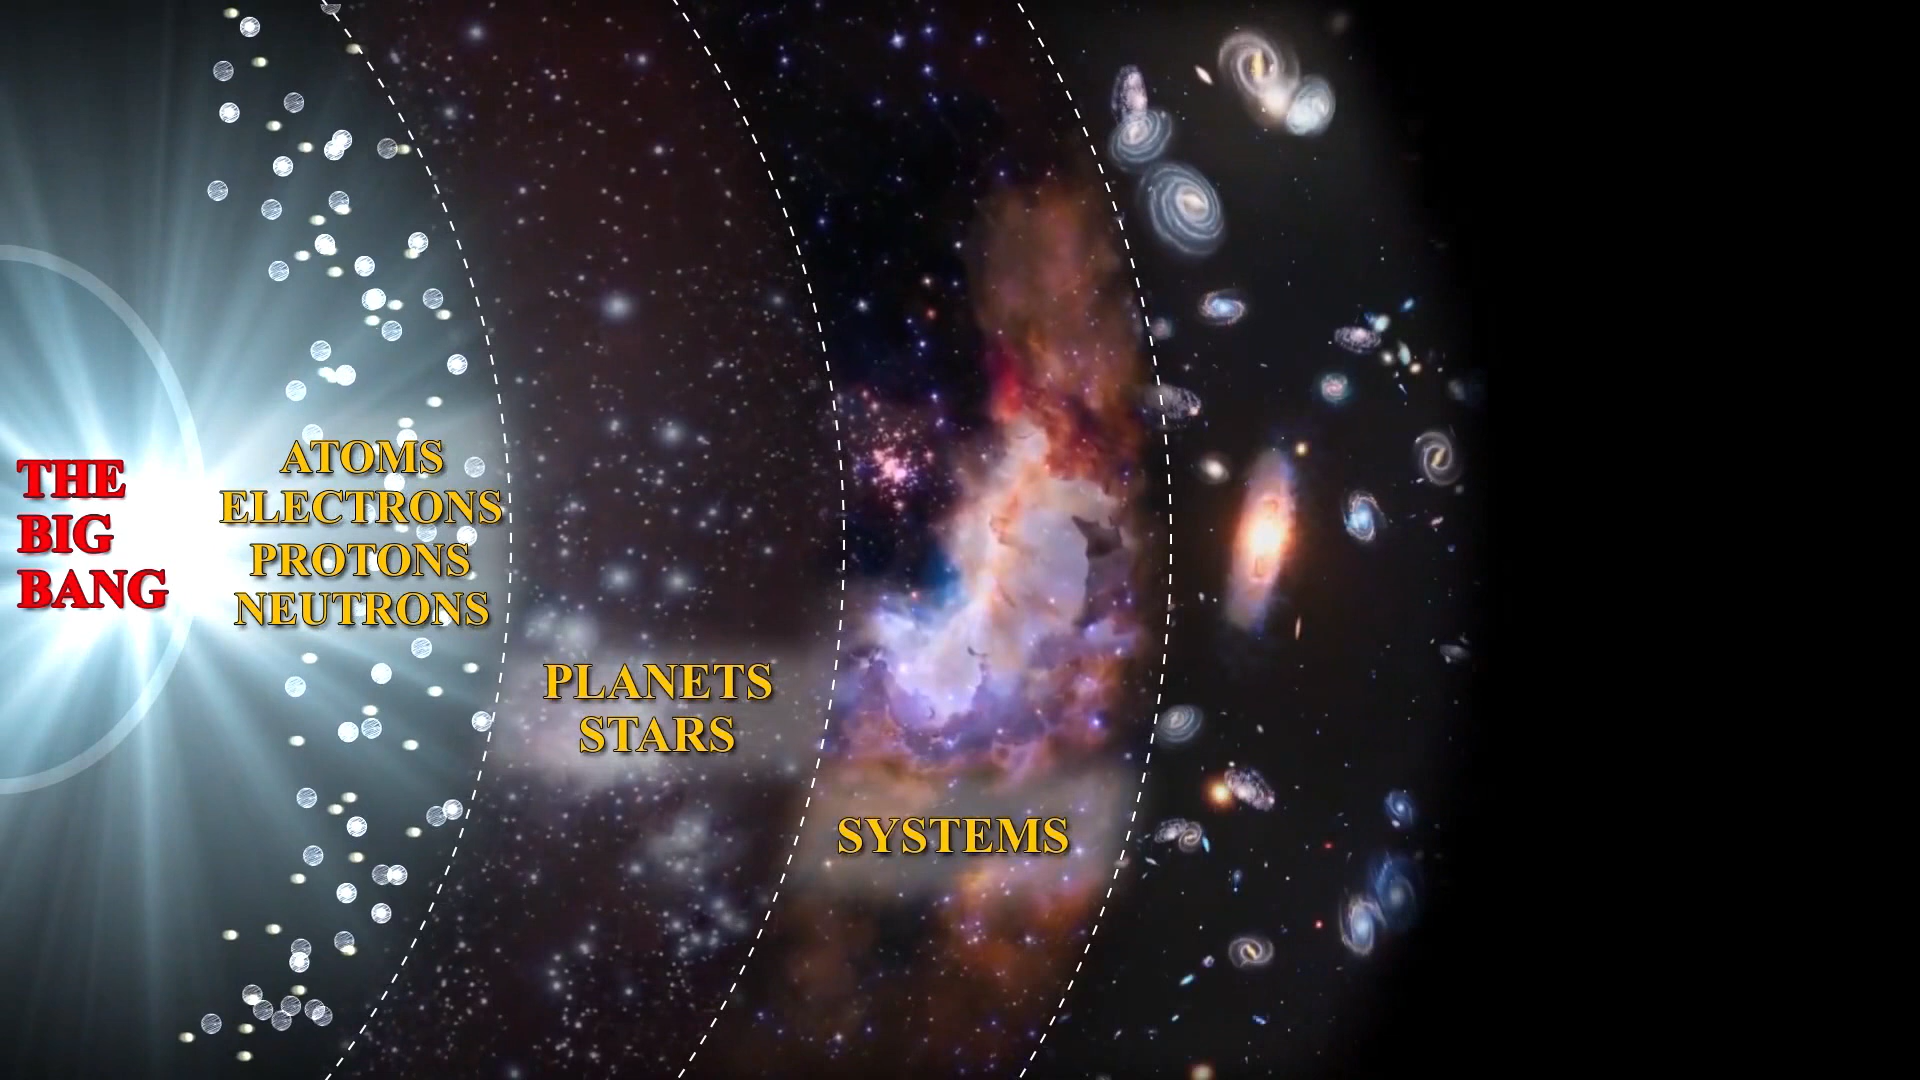 THE
BIG
BANG
ATOMS
ELECTRONS
PROTONS
NEUTRONS
PLANETS
STARS
SYSTEMS